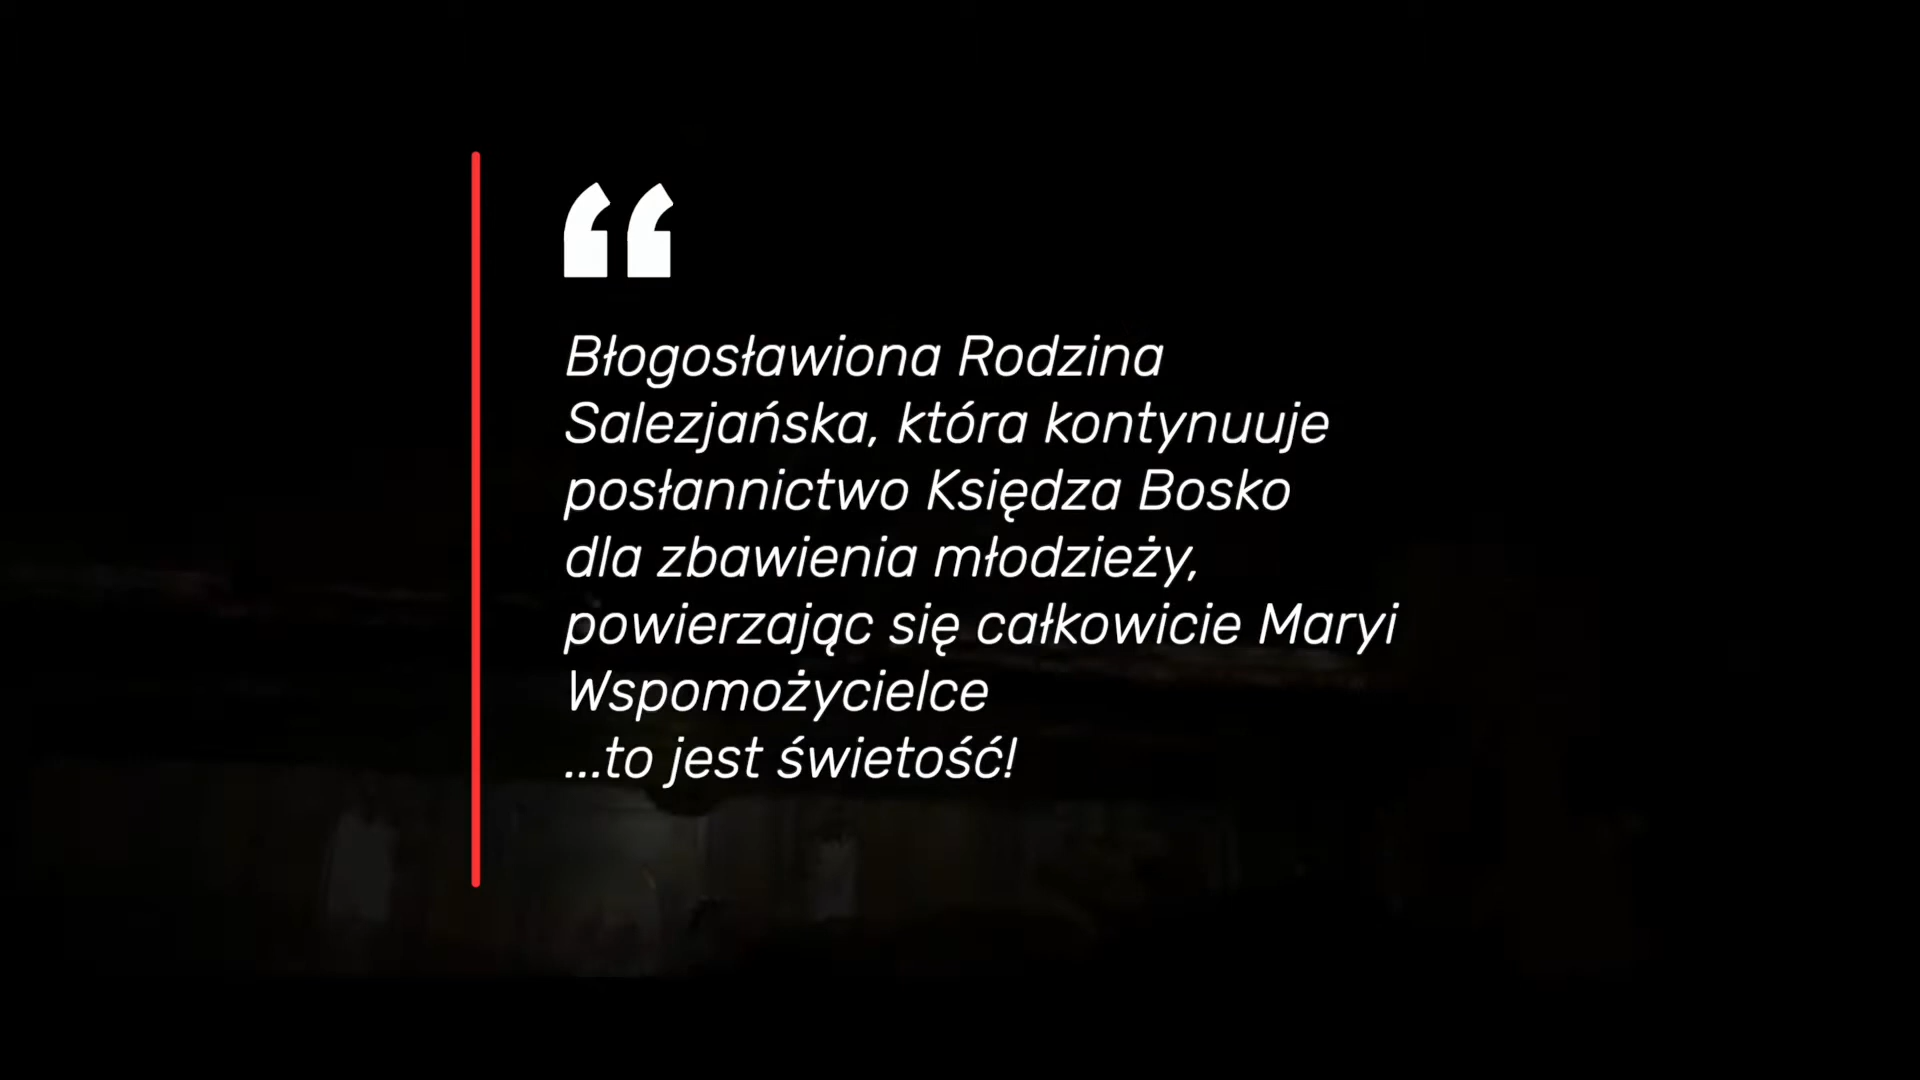 “
Błogosławiona Rodzina
Salezjańska, która kontynuuje
posłannictwo Księdza Bosko
dla zbawienia młodzieży,
powierzając się całkowicie Maryi
Wspomożycielce
...to jest świetość!